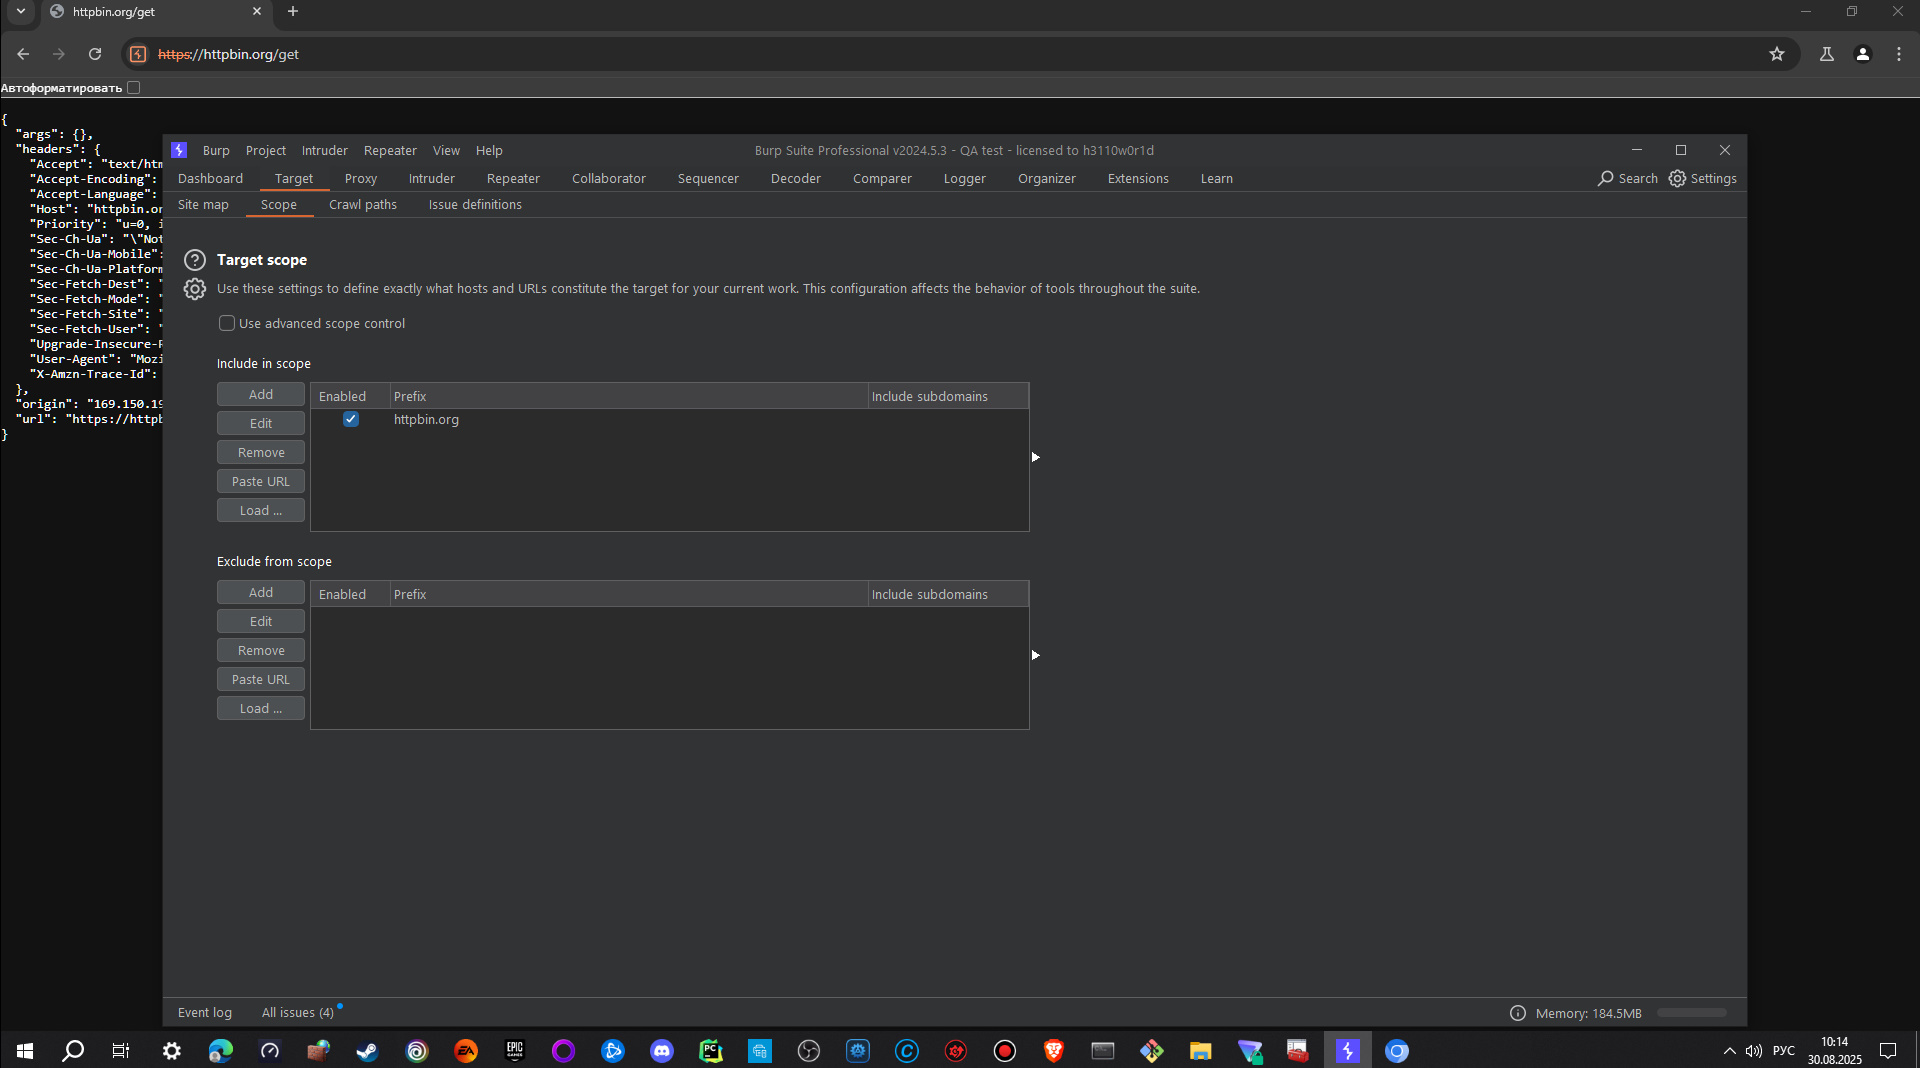 httpbin.org/get
https://httpbin.org/get
Автоформатировать
{
"args": {},
"headers": {
"Accept": "text/htm
"Accept-Encoding":
"Accept-Language":
"Host": "httpbin.or
"Priority": "u=0, i
"Sec-Ch-Ua": "\"Not
"Sec-Ch-Ua-Mobile":
"Sec-Ch-Ua-Platform
"Sec-Fetch-Dest": "
"Sec-Fetch-Mode": "
"Sec-Fetch-Site": "
"Sec-Fetch-User": "
"Upgrade-Insecure-R
"User-Agent": "Mozi
"X-Amzn-Trace-Id":
},
"origin": "169.150.19
"url": "https://httpb
}
Burp Project Intruder Repeater View Help
Burp Suite Professional v2024.5.3 - QA test - licensed to h3110w0r1d
Dashboard Target Proxy Intruder Repeater Collaborator Sequencer Decoder Comparer Logger Organizer Extensions Learn
Search Settings
Site map Scope Crawl paths Issue definitions
Target scope
Use these settings to define exactly what hosts and URLs constitute the target for your current work. This configuration affects the behavior of tools throughout the suite.
Use advanced scope control
Include in scope
Add
Edit
Remove
Paste URL
Load ...
Enabled Prefix Include subdomains
httpbin.org
Exclude from scope
Add
Edit
Remove
Paste URL
Load ...
Enabled Prefix Include subdomains
Event log All issues (4)
Memory: 184.5MB
EA
EPIC
GAMES
PC
РУС
10:14
30.08.2025